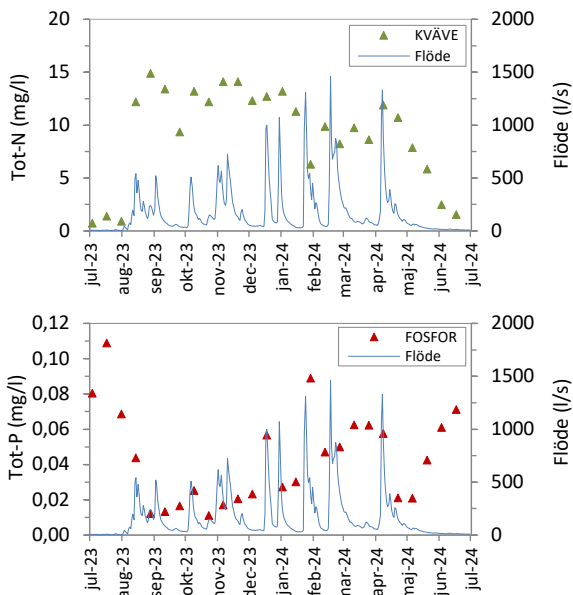 20
15
10
5
0
Tot-N (mg/l)
KVÄVE
Flöde
2000
1500
1000
500
0
Flöde (l/s)
jul-23
aug-23
sep-23
okt-23
nov-23
dec-23
jan-24
feb-24
mar-24
apr-24
maj-24
jun-24
jul-24
0,12
0,10
0,08
0,06
0,04
0,02
0,00
Tot-P (mg/l)
FOSFOR
Flöde
2000
1500
1000
500
0
Flöde (l/s)
jul-23
aug-23
sep-23
okt-23
nov-23
dec-23
jan-24
feb-24
mar-24
apr-24
maj-24
jun-24
jul-24